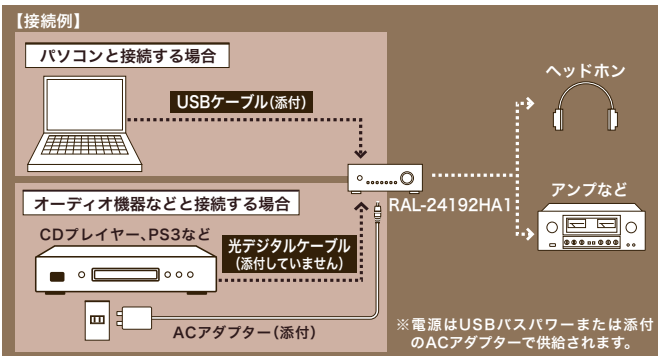 【接続例】
パソコンと接続する場合
USBケーブル(添付)
ヘッドホン
RAL-24192HA1
アンプなど
オーディオ機器などと接続する場合
CDプレイヤー、PS3など
光デジタルケーブル
(添付していません)
ACアダプター(添付)
※電源はUSBバスパワーまたは添付
のACアダプターで供給されます。